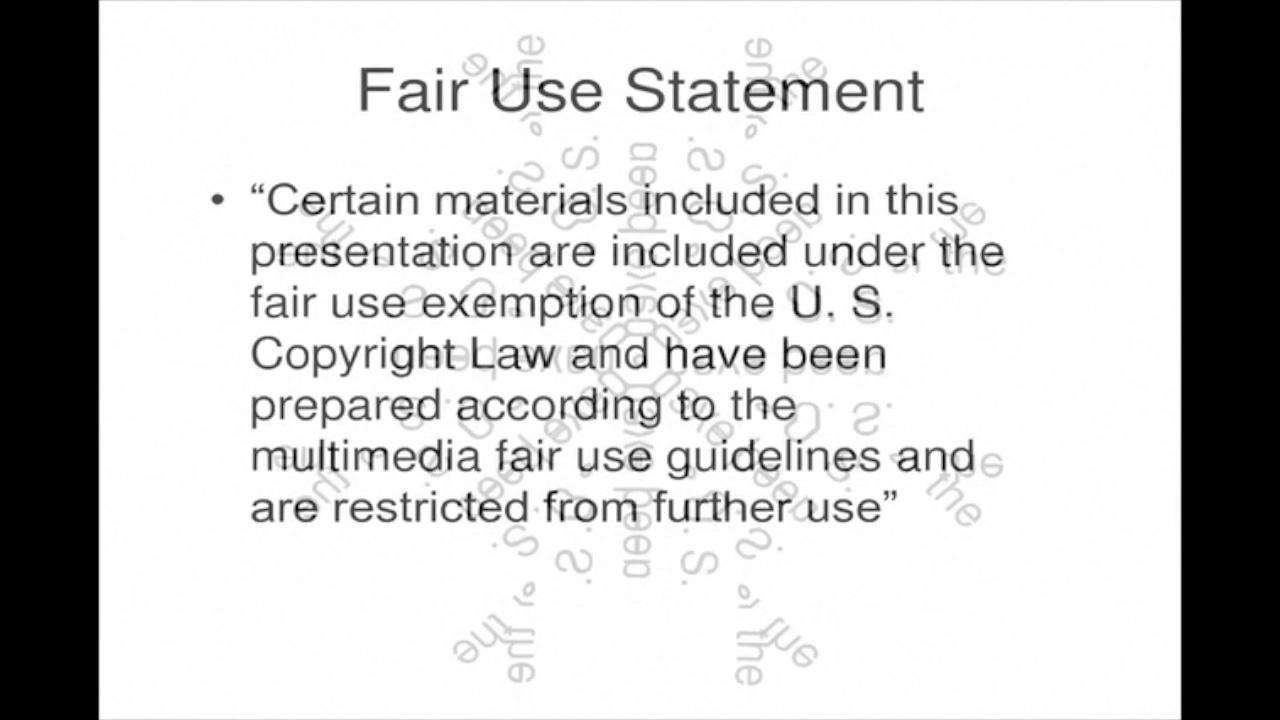 Fair Use Statement
• “Certain materials included in this
presentation are included under the
fair use exemption of the U. S.
Copyright Law and have been
prepared according to the
multimedia fair use guidelines and
are restricted from further use”